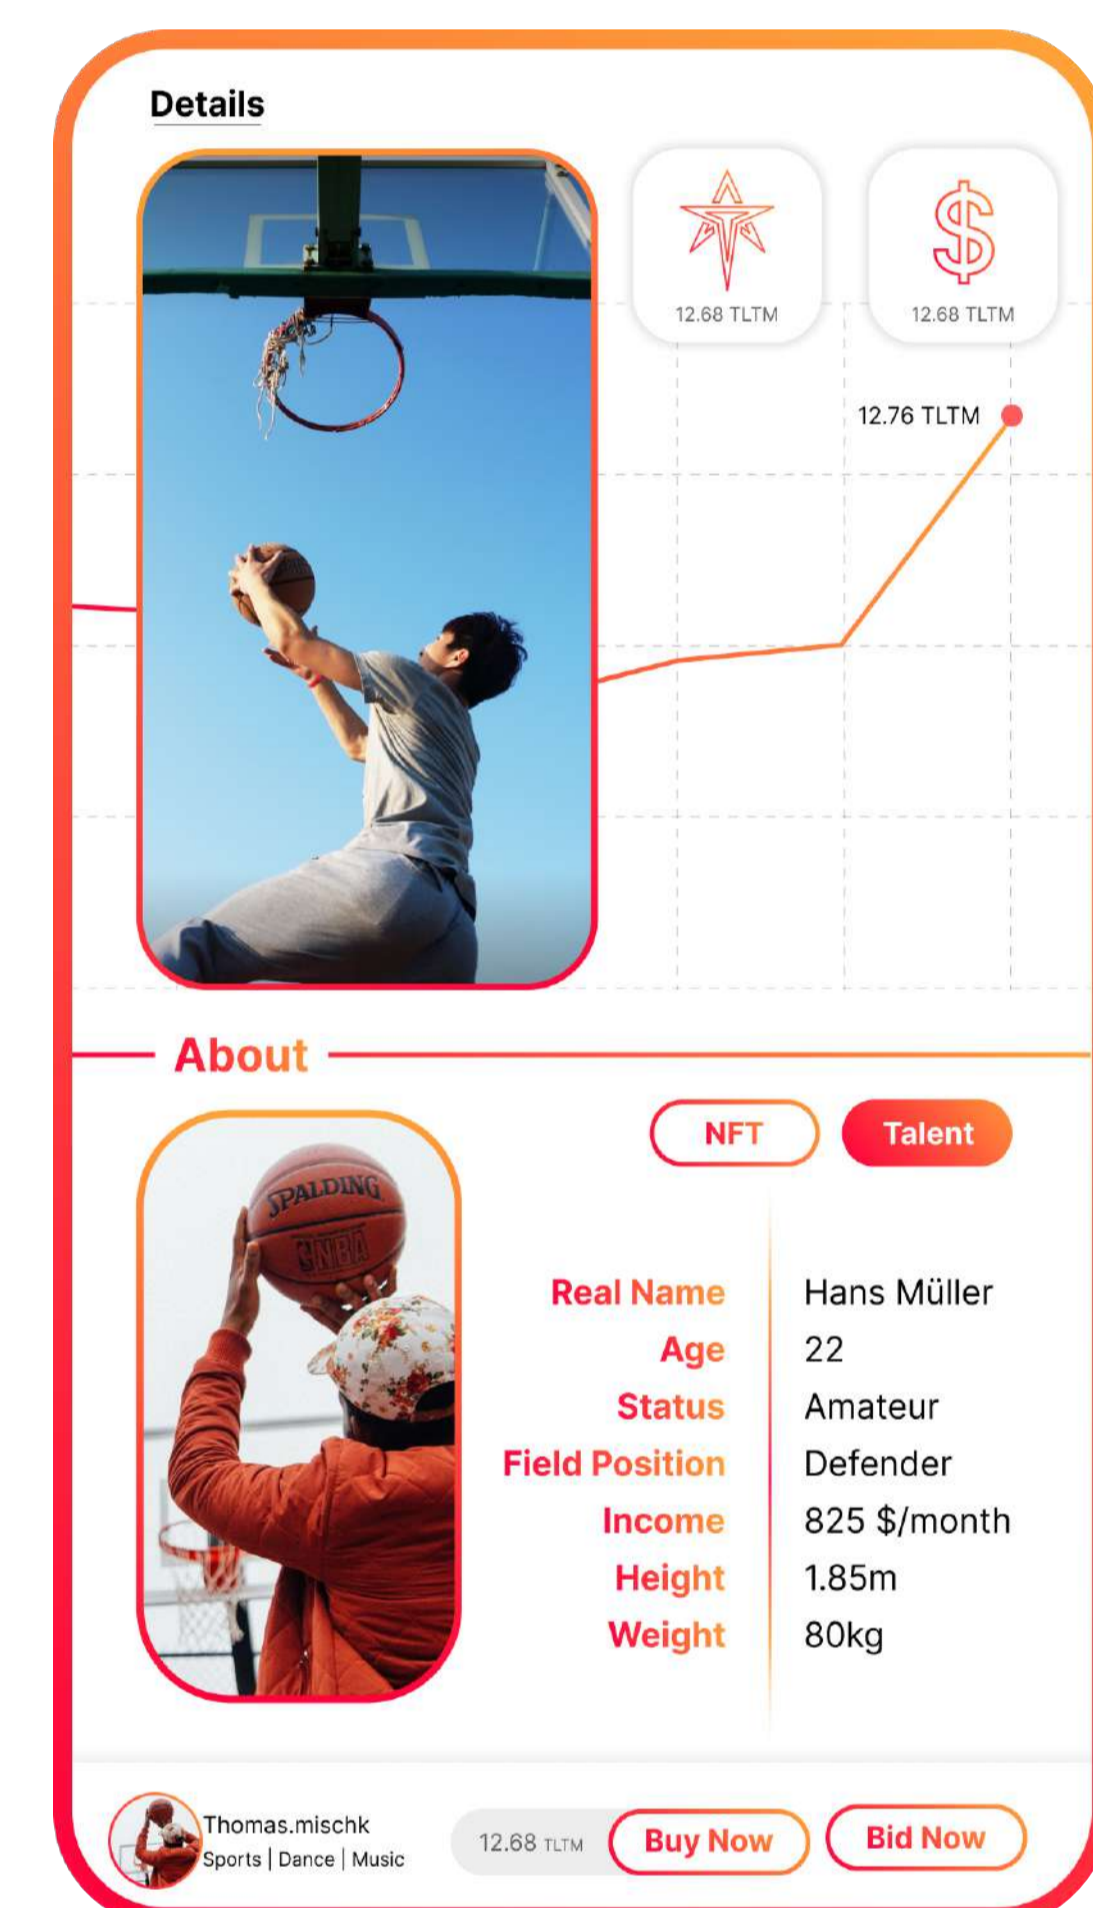 Details
12.68 TLTM
12.68 TLTM
12.76 TLTM
About
NFT
Talent
SPALDING
NBA
Real Name Hans Müller
Age 22
Status Amateur
Field Position Defender
Income 825 $/month
Height 1.85m
Weight 80kg
Thomas.mischk
Sports | Dance | Music
12.68 TLTM
Buy Now
Bid Now